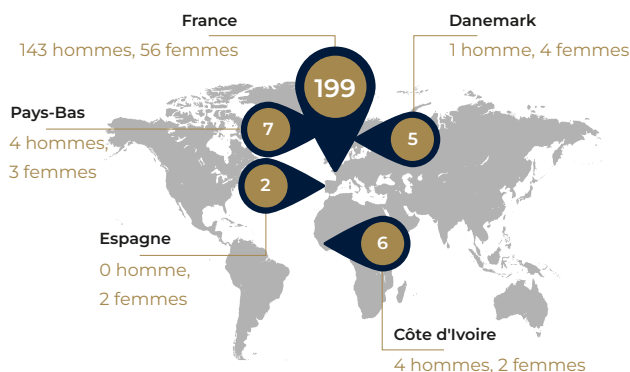 France
143 hommes, 56 femmes
199
Danemark
1 homme, 4 femmes
5
Pays-Bas
4 hommes,
3 femmes
7
2
Espagne
0 homme,
2 femmes
6
Côte d'Ivoire
4 hommes, 2 femmes